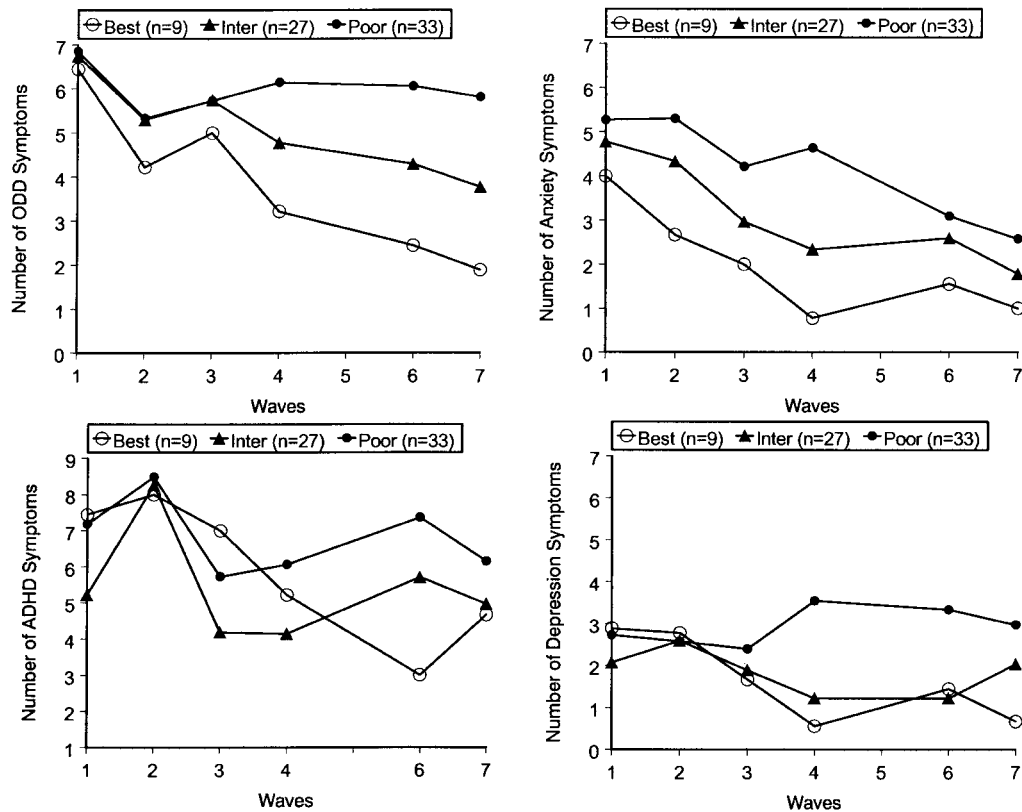 Best (n=9) Inter (n=27) Poor (n=33)
Number of ODD Symptoms
7
6
5
4
3
2
1
0
1 2 3 4 5 6 7
Waves
Best (n=9) Inter (n=27) Poor (n=33)
Number of Anxiety Symptoms
7
6
5
4
3
2
1
0
1 2 3 4 5 6 7
Waves
Best (n=9) Inter (n=27) Poor (n=33)
Number of ADHD Symptoms
9
8
7
6
5
4
3
2
1
1 2 3 4 6 7
Waves
Best (n=9) Inter (n=27) Poor (n=33)
Number of Depression Symptoms
7
6
5
4
3
2
1
0
1 2 3 4 5 6 7
Waves